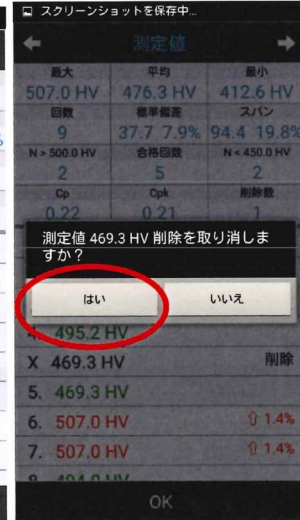 スクリーンショットを保存中...
測定値
最大 平均 最小
507.0 HV 476.3 HV 412.6 HV
回数 標準偏差 スパン
9 37.7 7.9% 94.4 19.8%
N > 500.0 HV 合格回数 N < 450.0 HV
2 5 2
Cp Cpk 削除数
0.22 0.21 1
測定値 469.3 HV 削除を取り消しま
すか？
はい いいえ
4. 495.2 HV
X 469.3 HV 削除
5. 469.3 HV
6. 507.0 HV ⇧ 1.4%
7. 507.0 HV ⇧ 1.4%
OK